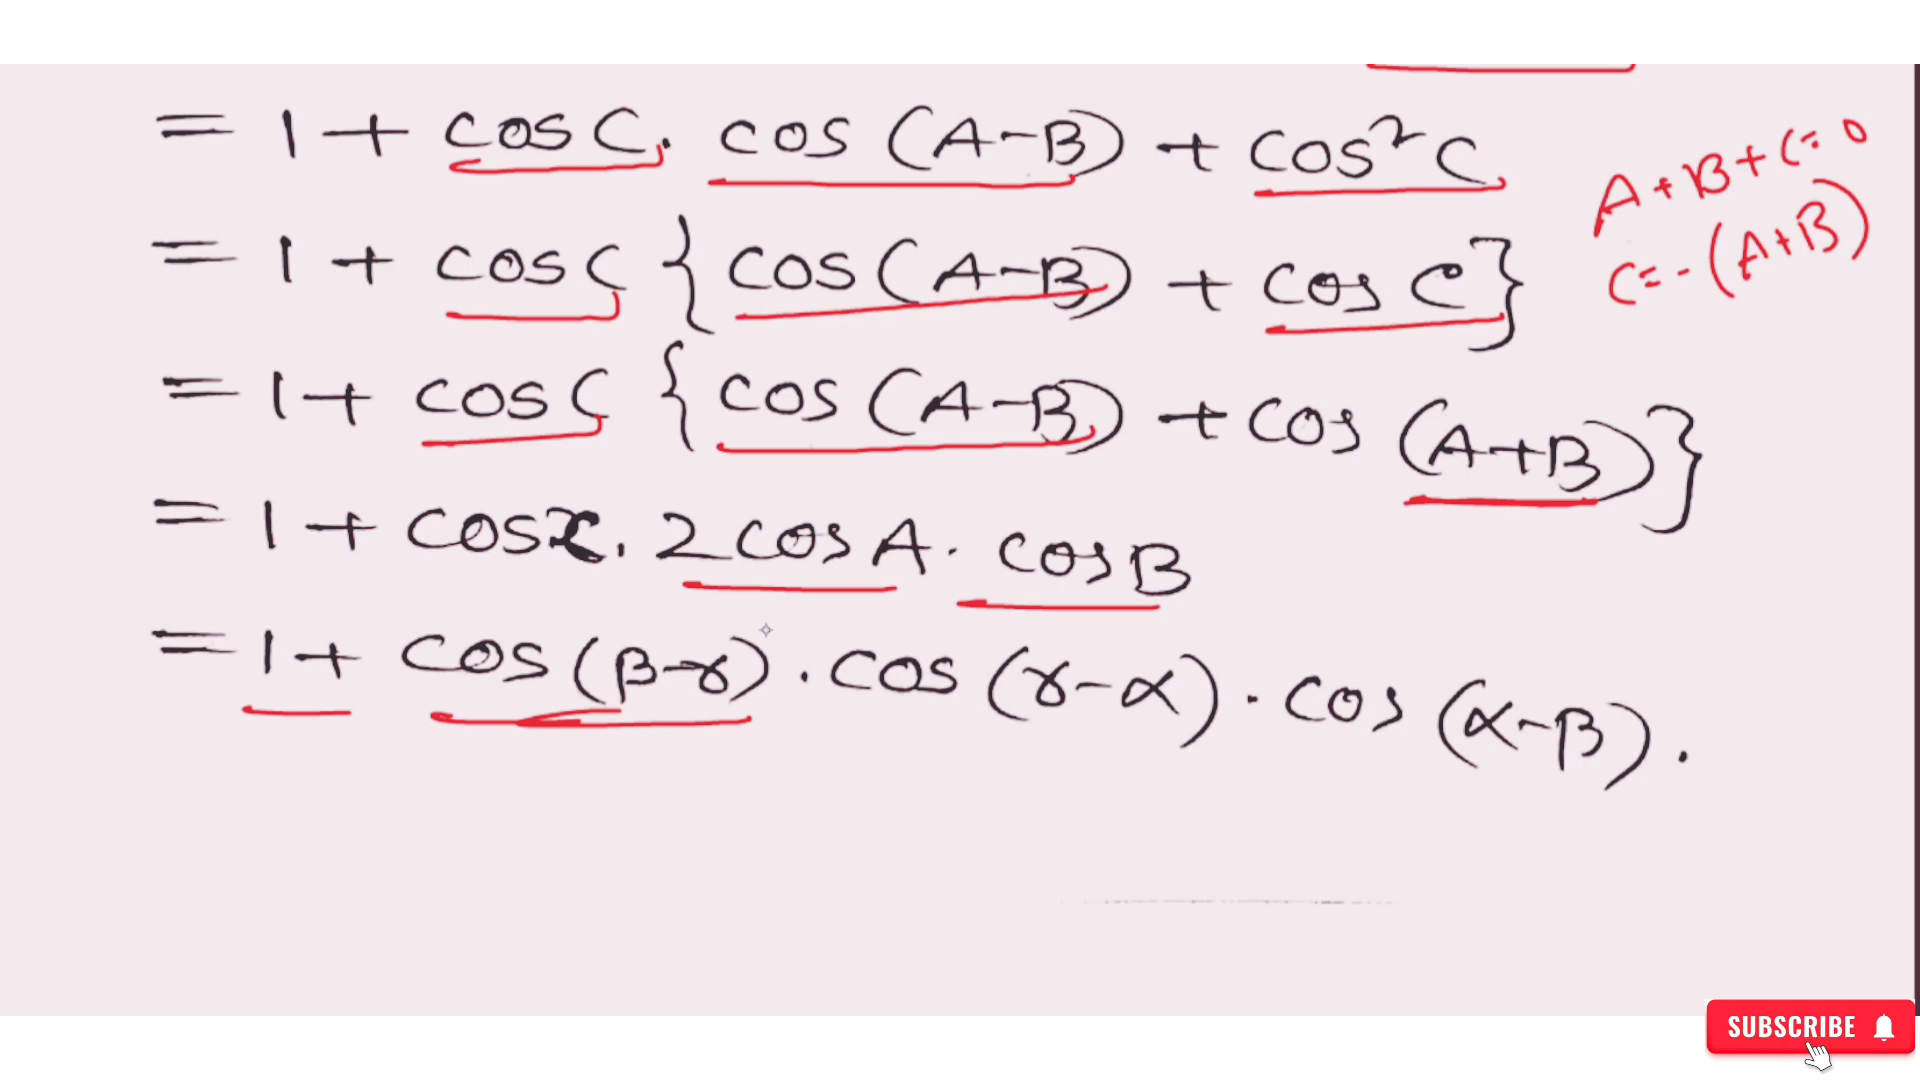 = 1 + cos C. cos (A-B) + cos² C
A+B+C=0
= 1 + cos C { cos (A-B) + cos C }
C=-(A+B)
= 1 + cos C { cos (A-B) + cos (A+B) }
= 1 + cos C. 2 cos A. cos B
= 1 + cos (β-γ) . cos (γ-α) . cos (α-β) .
SUBSCRIBE